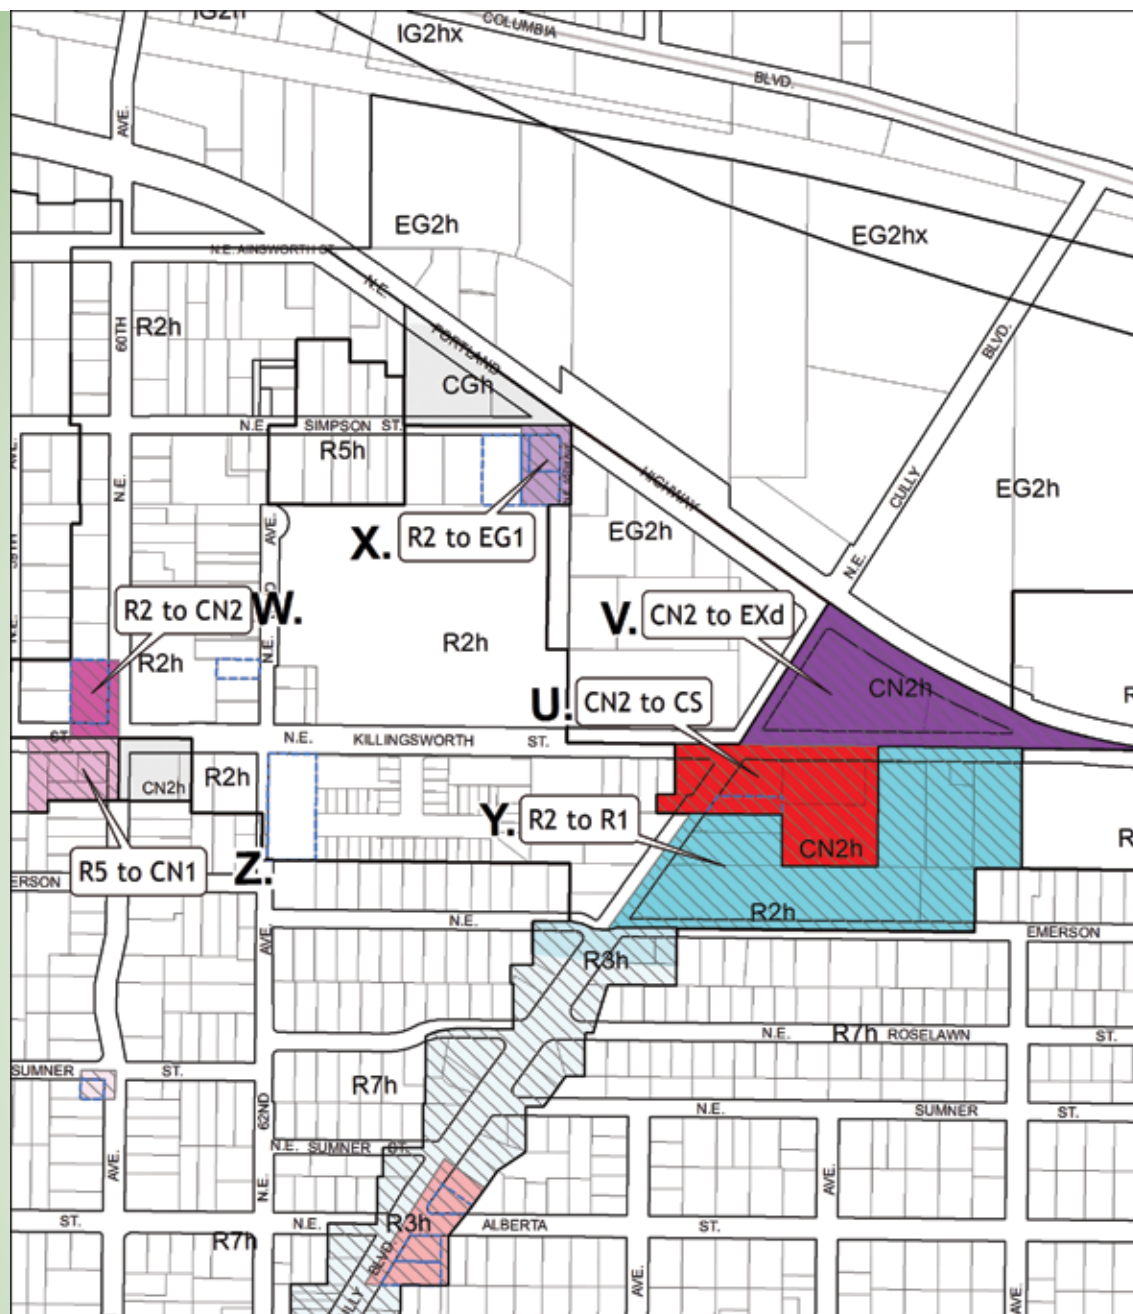 IG2h
COLUMBIA
IG2hx
BLVD.
AVE.
EG2h
EG2hx
N.E. AINSWORTH ST.
N.E.
PORTLAND
60TH
R2h
BLVD.
CGh
N.E. SIMPSON ST.
R5h
AVE.
HIGHWAY
CULLY
N.E.
EG2h
EG2h
X.
R2 to EG1
AVE.
N.E.
R2 to CN2
W.
V.
CN2 to EXd
N.E.
R2h
R2h
N.E.
CN2h
U.
CN2 to CS
ST.
N.E. KILLINGSWORTH ST.
CN2h
R2h
Y.
R2 to R1
CN2h
R5 to CN1
Z.
ERSON
R2h
N.E.
EMERSON
AVE.
R3h
N.E.
R7h
ROSELAWN
ST.
SUMNER
ST.
R7h
62ND
N.E.
SUMNER
ST.
N.E. SUMNER ST.
AVE.
N.E.
AVE.
ST.
N.E.
R3h
ALBERTA
ST.
R7h
BLVD.
AVE.
AVE.